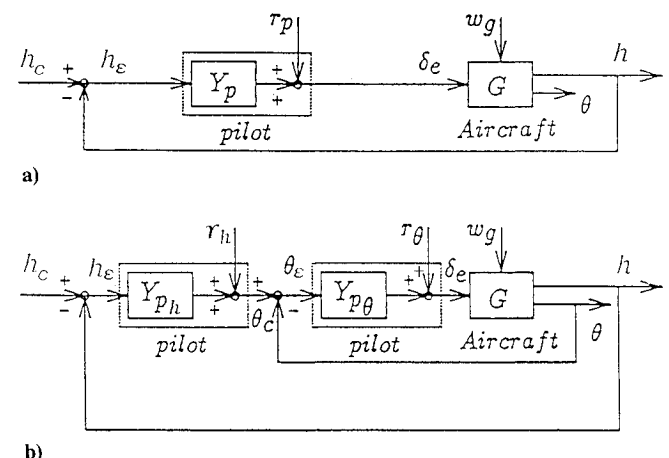 r_p w_g
h_c + h_ε Y_p + + δ_e G h
- θ
pilot Aircraft
a)
r_h r_θ w_g
h_c + h_ε Y_{p_h} + + + θ_ε Y_{p_θ} + δ_e G h
- + θ_c - θ
pilot pilot Aircraft
b)